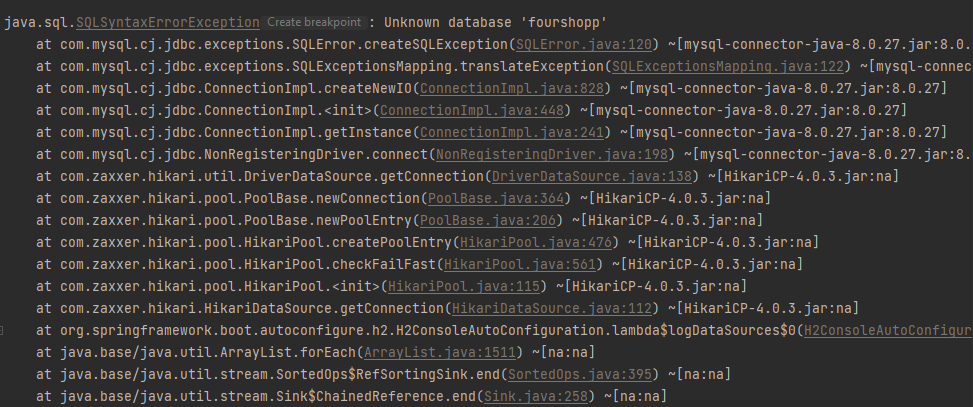 java.sql.SQLSyntaxErrorException Create breakpoint : Unknown database 'fourshopp'
at com.mysql.cj.jdbc.exceptions.SQLError.createSQLException(SQLError.java:120) ~[mysql-connector-java-8.0.27.jar:8.0.
at com.mysql.cj.jdbc.exceptions.SQLExceptionsMapping.translateException(SQLExceptionsMapping.java:122) ~[mysql-connec
at com.mysql.cj.jdbc.ConnectionImpl.createNewIO(ConnectionImpl.java:828) ~[mysql-connector-java-8.0.27.jar:8.0.27]
at com.mysql.cj.jdbc.ConnectionImpl.<init>(ConnectionImpl.java:448) ~[mysql-connector-java-8.0.27.jar:8.0.27]
at com.mysql.cj.jdbc.ConnectionImpl.getInstance(ConnectionImpl.java:241) ~[mysql-connector-java-8.0.27.jar:8.0.27]
at com.mysql.cj.jdbc.NonRegisteringDriver.connect(NonRegisteringDriver.java:198) ~[mysql-connector-java-8.0.27.jar:8.
at com.zaxxer.hikari.util.DriverDataSource.getConnection(DriverDataSource.java:138) ~[HikariCP-4.0.3.jar:na]
at com.zaxxer.hikari.pool.PoolBase.newConnection(PoolBase.java:364) ~[HikariCP-4.0.3.jar:na]
at com.zaxxer.hikari.pool.PoolBase.newPoolEntry(PoolBase.java:206) ~[HikariCP-4.0.3.jar:na]
at com.zaxxer.hikari.pool.HikariPool.createPoolEntry(HikariPool.java:476) ~[HikariCP-4.0.3.jar:na]
at com.zaxxer.hikari.pool.HikariPool.checkFailFast(HikariPool.java:561) ~[HikariCP-4.0.3.jar:na]
at com.zaxxer.hikari.pool.HikariPool.<init>(HikariPool.java:115) ~[HikariCP-4.0.3.jar:na]
at com.zaxxer.hikari.HikariDataSource.getConnection(HikariDataSource.java:112) ~[HikariCP-4.0.3.jar:na]
at org.springframework.boot.autoconfigure.h2.H2ConsoleAutoConfiguration.lambda$logDataSources$0(H2ConsoleAutoConfigur
at java.base/java.util.ArrayList.forEach(ArrayList.java:1511) ~[na:na]
at java.base/java.util.stream.SortedOps$RefSortingSink.end(SortedOps.java:395) ~[na:na]
at java.base/java.util.stream.Sink$ChainedReference.end(Sink.java:258) ~[na:na]